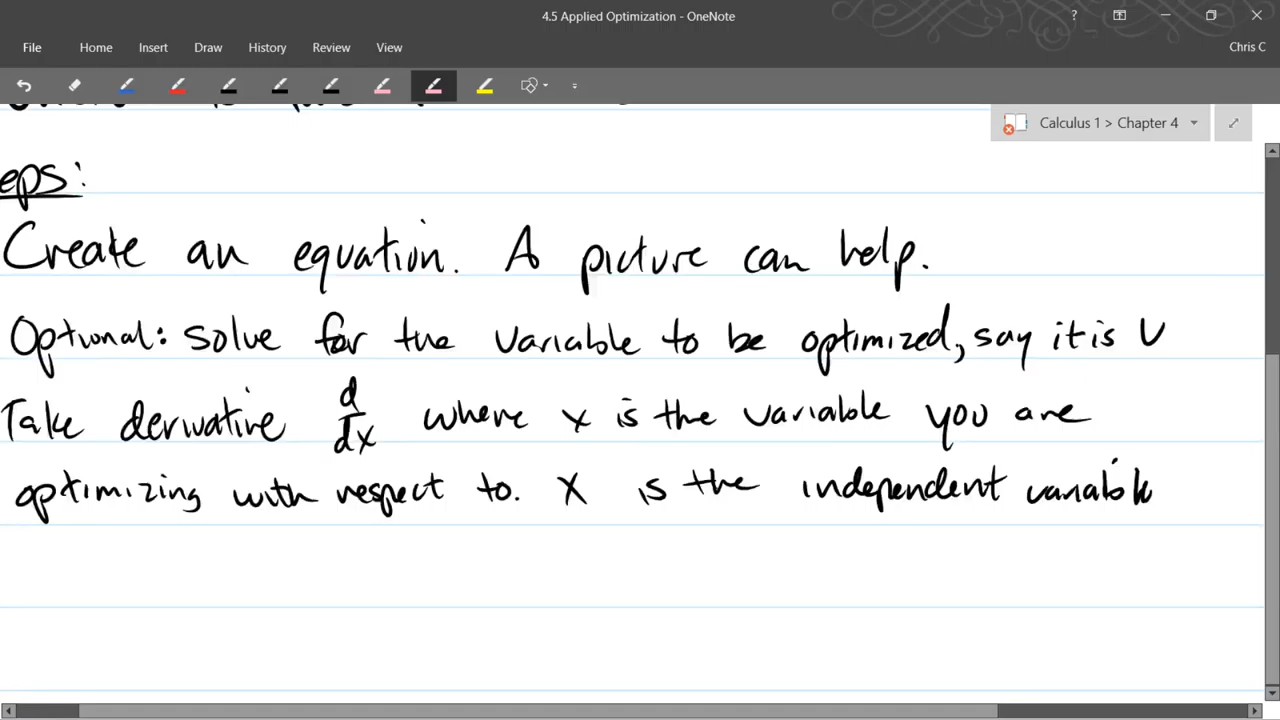 4.5 Applied Optimization - OneNote
?
File Home Insert Draw History Review View
Chris C
Calculus 1 > Chapter 4
eps:
Create an equation. A picture can help.
Optional: solve for the variable to be optimized, say it is V
Take derivative d/dx where x is the variable you are
optimizing with respect to. X is the independent variable